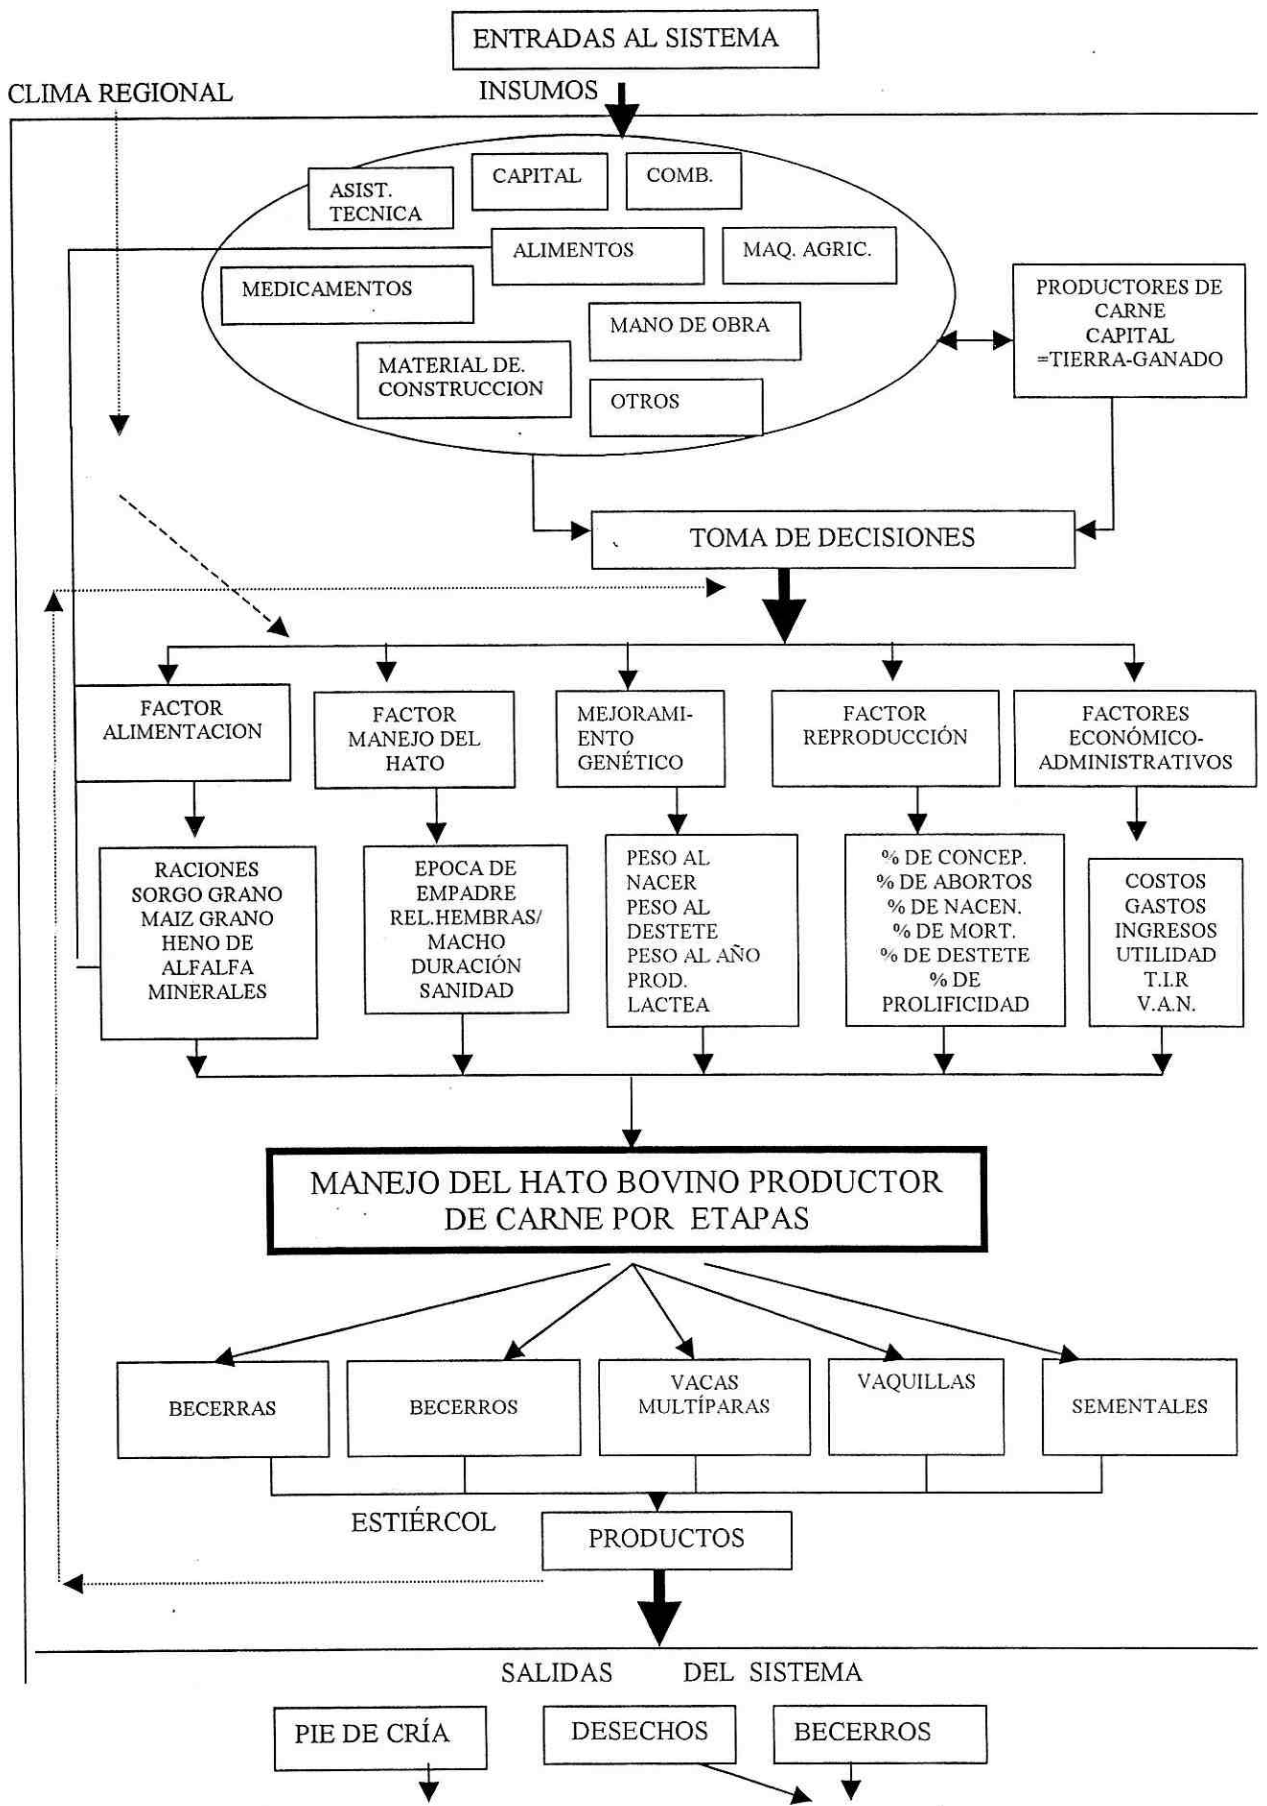 ENTRADAS AL SISTEMA
CLIMA REGIONAL
INSUMOS
ASIST.
TECNICA
CAPITAL
COMB.
ALIMENTOS
MAQ. AGRIC.
MEDICAMENTOS
MANO DE OBRA
MATERIAL DE.
CONSTRUCCION
OTROS
PRODUCTORES DE
CARNE
CAPITAL
=TIERRA-GANADO
TOMA DE DECISIONES
FACTOR
ALIMENTACION
FACTOR
MANEJO DEL
HATO
MEJORAMI-
ENTO
GENÉTICO
FACTOR
REPRODUCCIÓN
FACTORES
ECONÓMICO-
ADMINISTRATIVOS
RACIONES
SORGO GRANO
MAIZ GRANO
HENO DE
ALFALFA
MINERALES
EPOCA DE
EMPADRE
REL.HEMBRAS/
MACHO
DURACIÓN
SANIDAD
PESO AL
NACER
PESO AL
DESTETE
PESO AL AÑO
PROD.
LACTEA
% DE CONCEP.
% DE ABORTOS
% DE NACEN.
% DE MORT.
% DE DESTETE
% DE
PROLIFICIDAD
COSTOS
GASTOS
INGRESOS
UTILIDAD
T.I.R
V.A.N.
MANEJO DEL HATO BOVINO PRODUCTOR
DE CARNE POR ETAPAS
BECERRAS
BECERROS
VACAS
MULTÍPARAS
VAQUILLAS
SEMENTALES
ESTIÉRCOL
PRODUCTOS
SALIDAS DEL SISTEMA
PIE DE CRÍA
DESECHOS
BECERROS